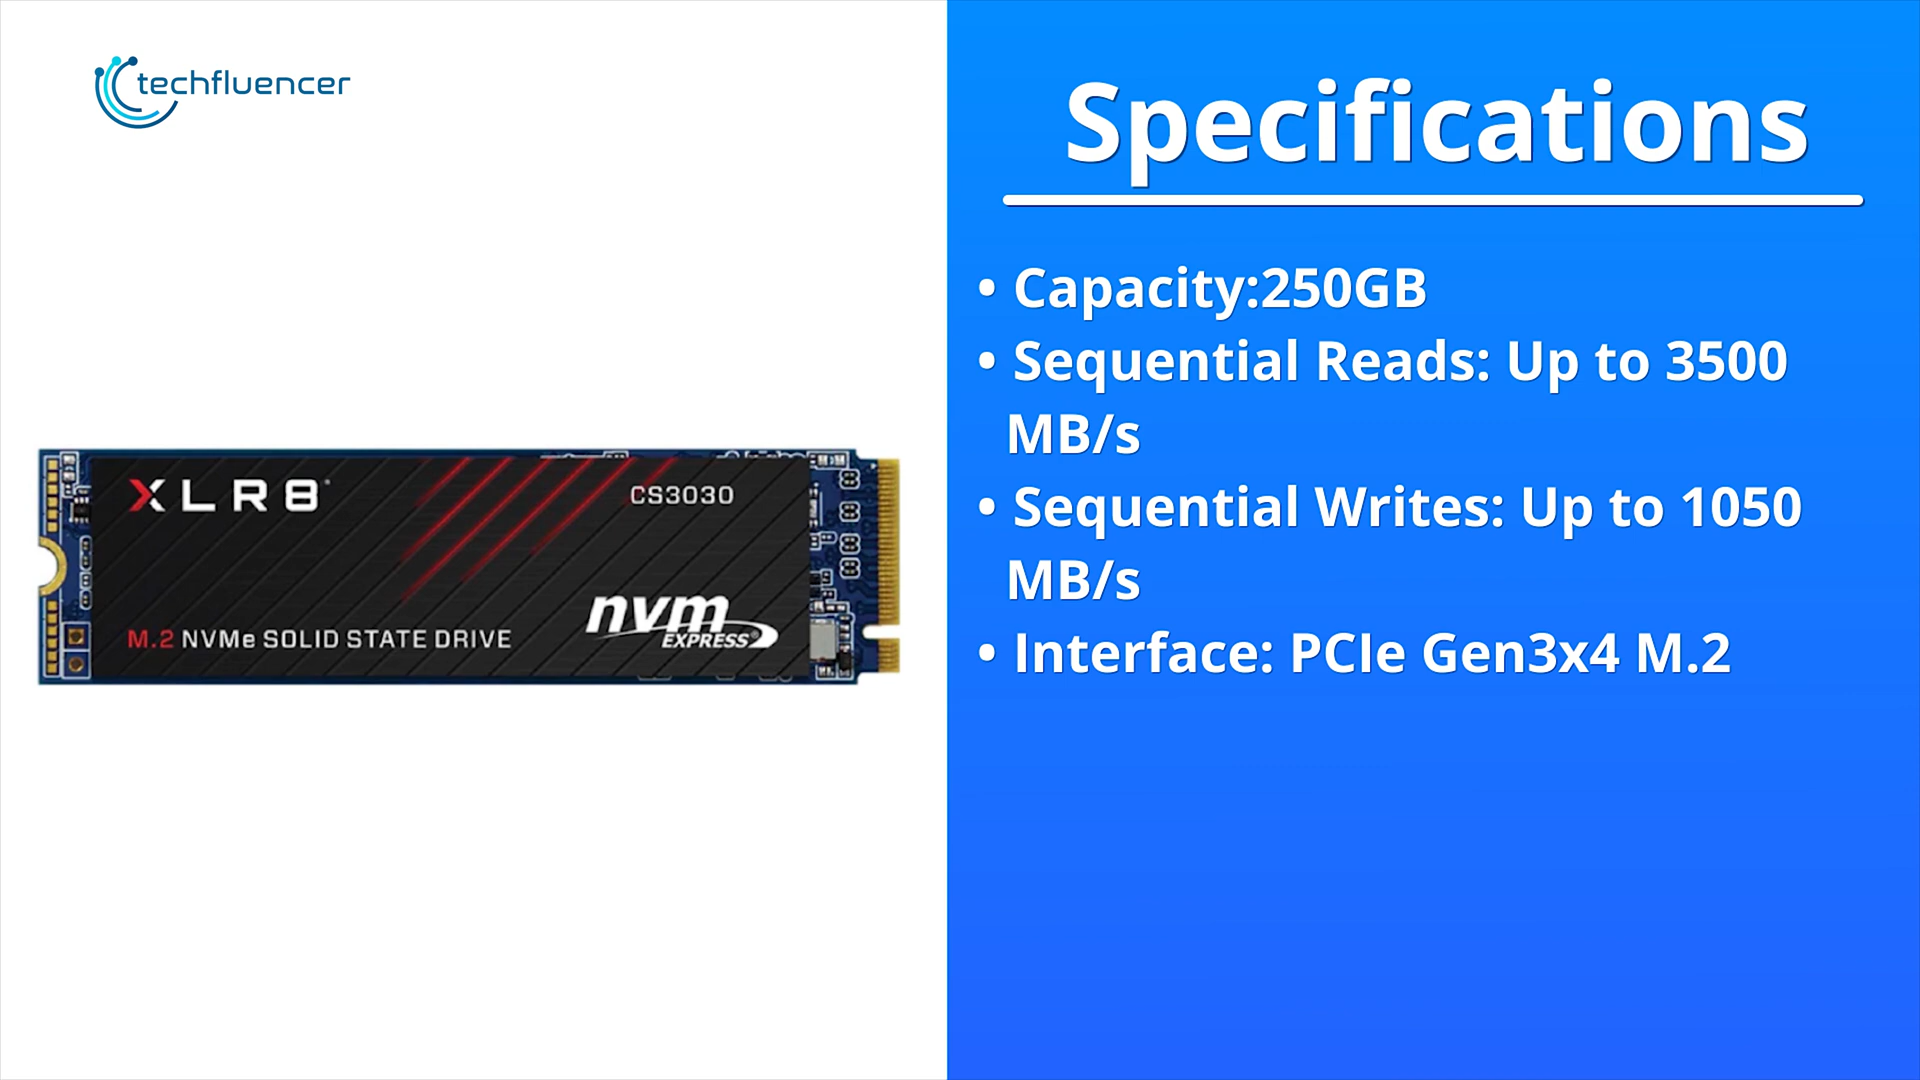 techfluencer
Specifications
• Capacity:250GB
• Sequential Reads: Up to 3500
MB/s
• Sequential Writes: Up to 1050
MB/s
• Interface: PCIe Gen3x4 M.2
XLR8
CS3030
nvm
EXPRESS
M.2 NVMe SOLID STATE DRIVE